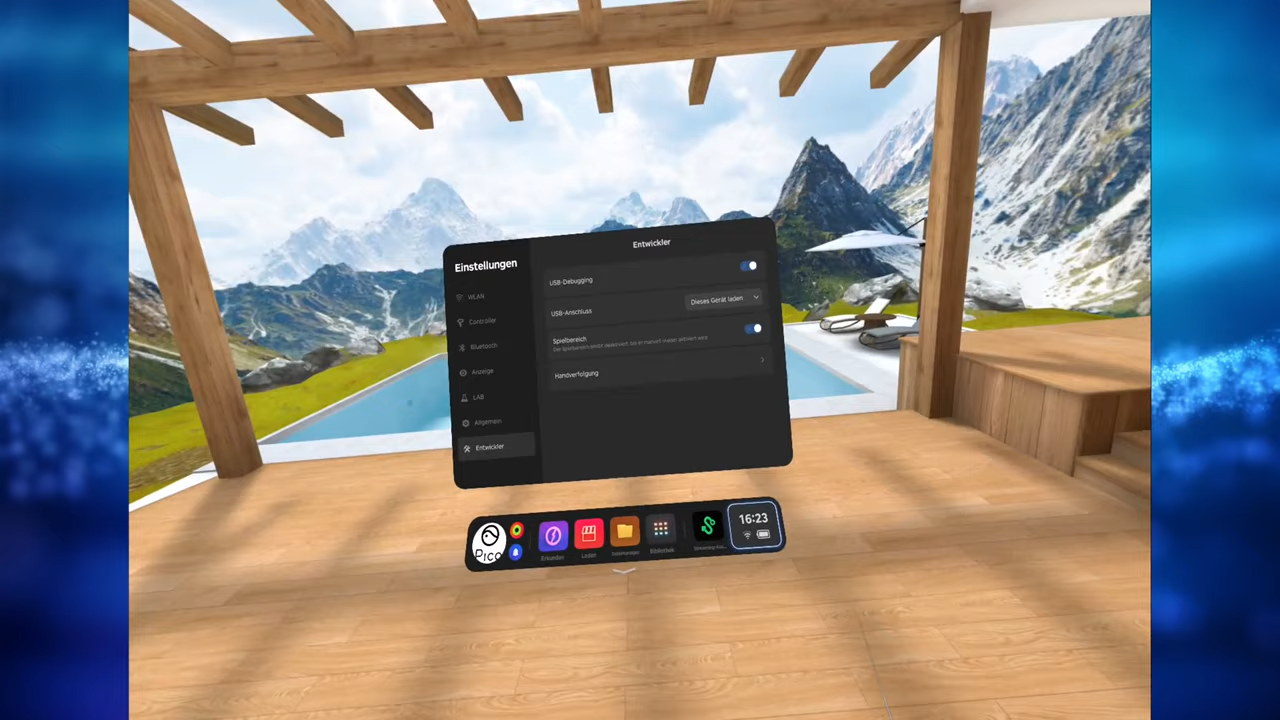 Entwickler
Einstellungen
WLAN
Controller
Bluetooth
Anzeige
LAB
Allgemein
Entwickler
USB-Debugging
USB-Anschluss
Dieses Gerät laden
Spielbereich
Handverfolgung
Pico
Erkunden
Laden
Dateimanager
Bibliothek
16:23